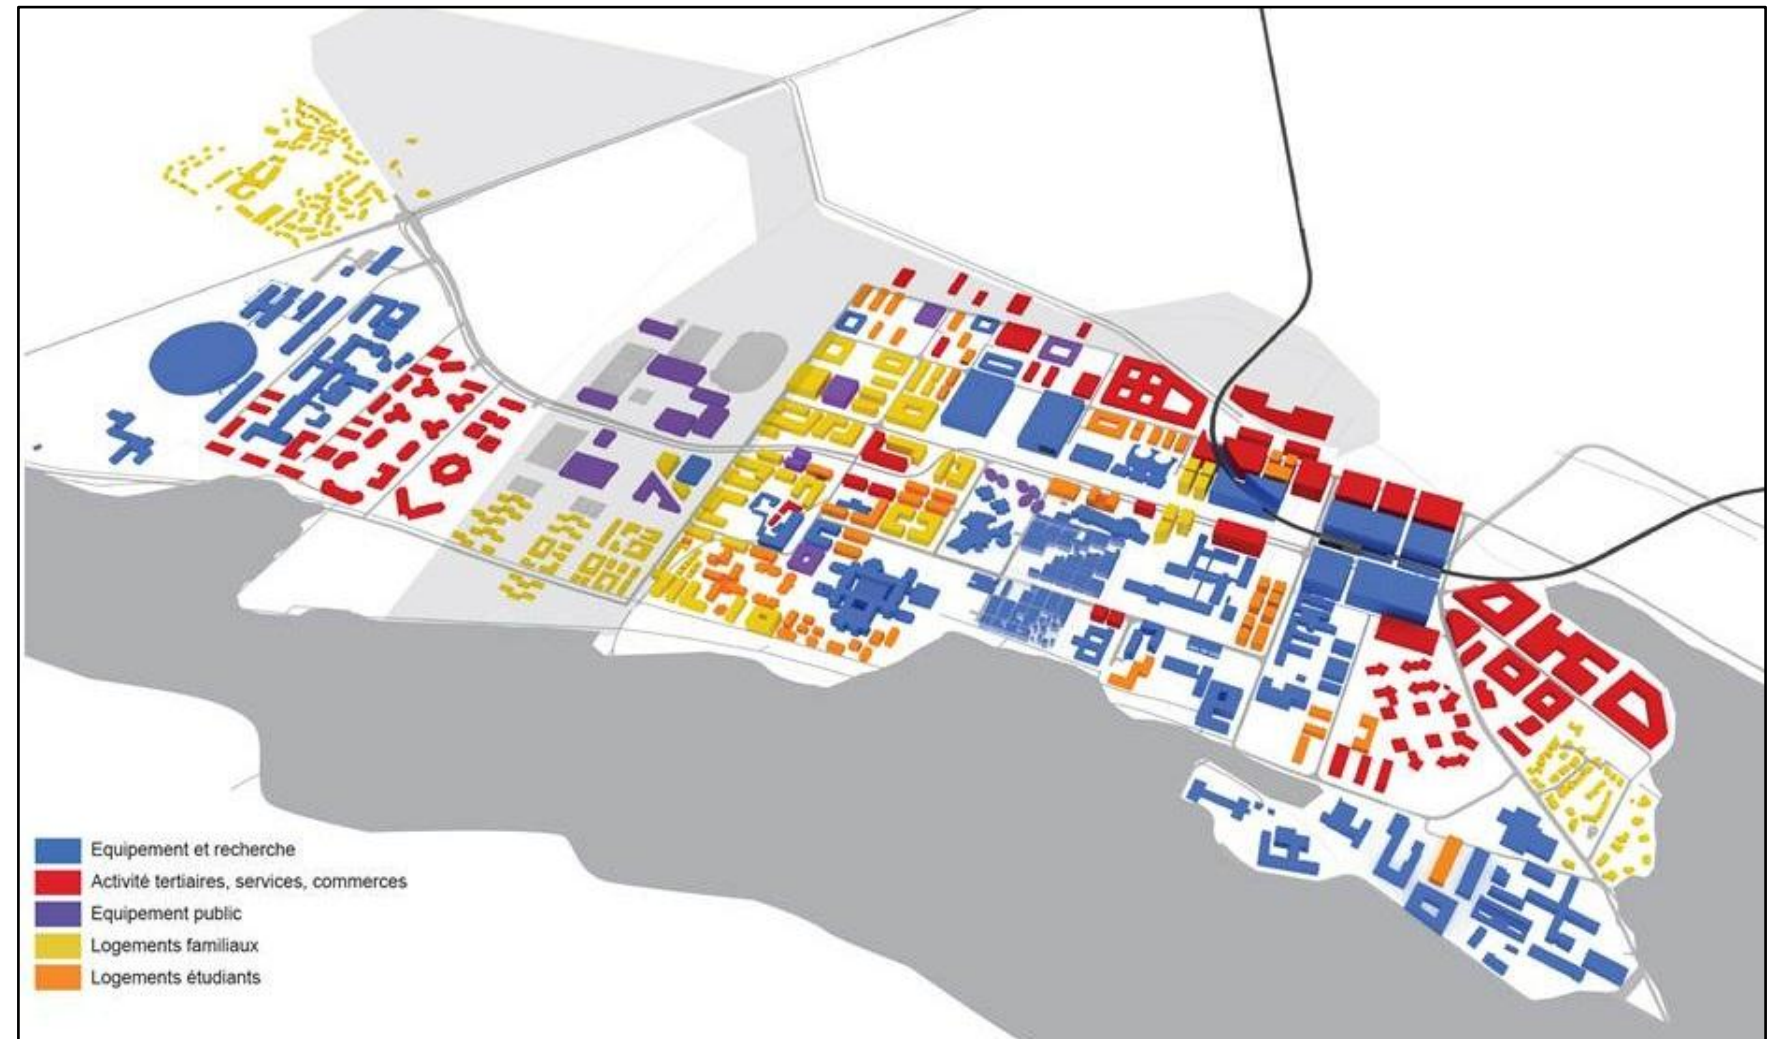 Equipement et recherche
Activité tertiaires, services, commerces
Equipement public
Logements familiaux
Logements étudiants